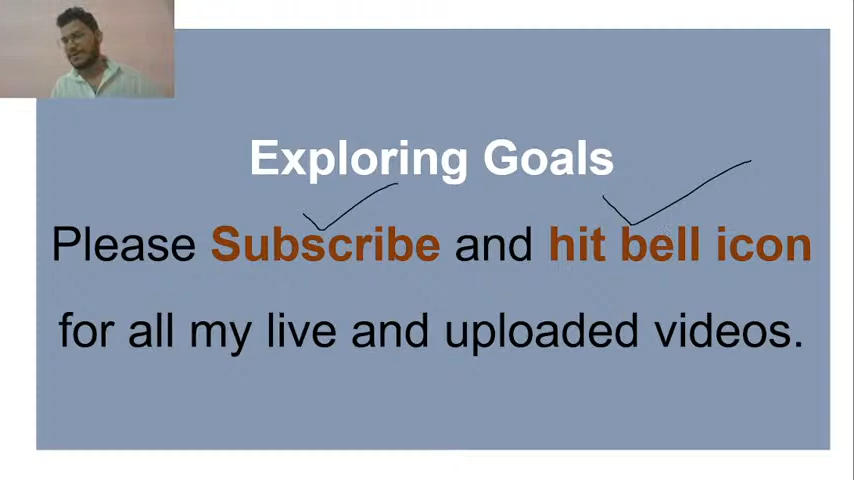 Exploring Goals
Please Subscribe and hit bell icon
for all my live and uploaded videos.